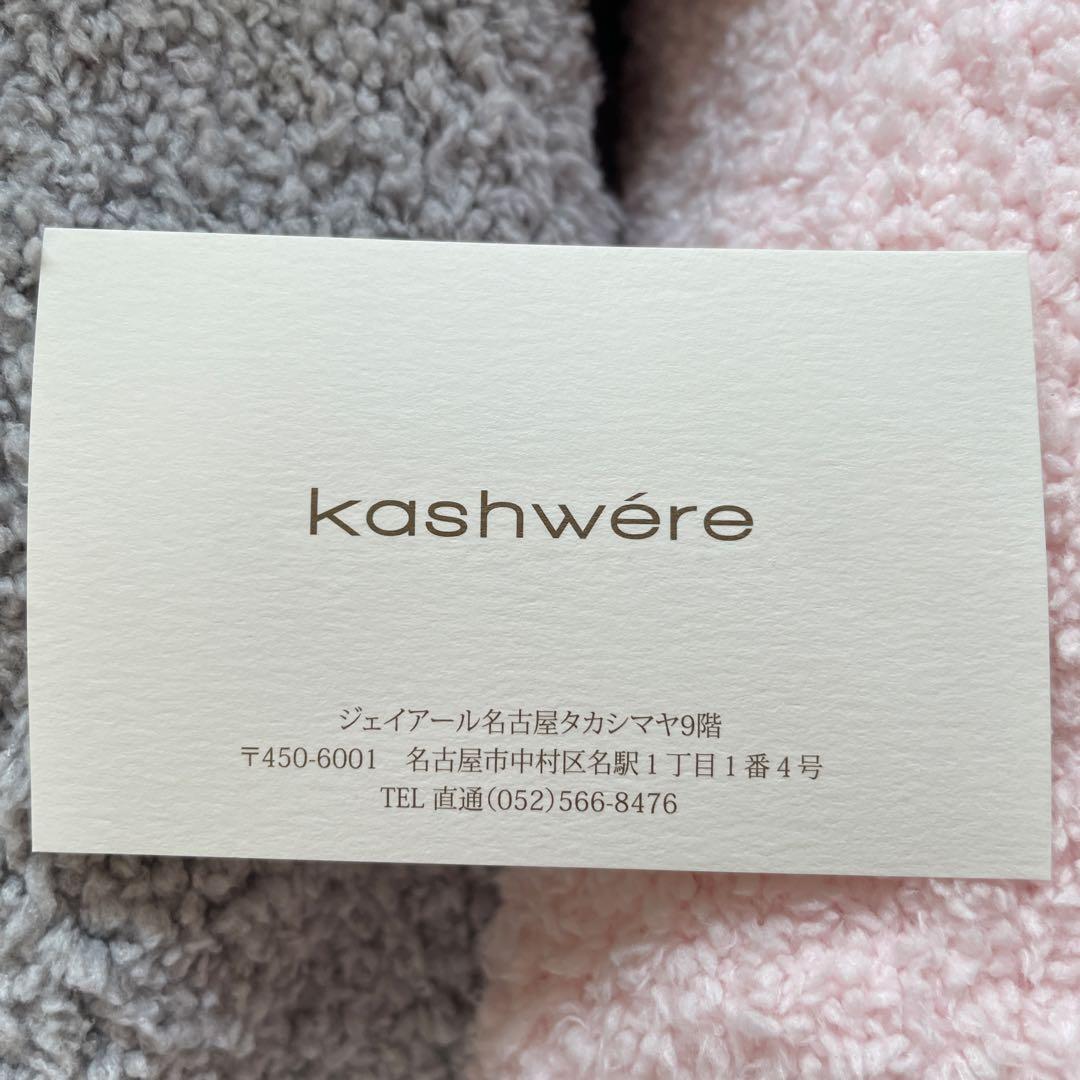 kashwére
ジェイアール名古屋タカシマヤ9階
〒450-6001　名古屋市中村区名駅1丁目1番4号
TEL 直通(052)566-8476